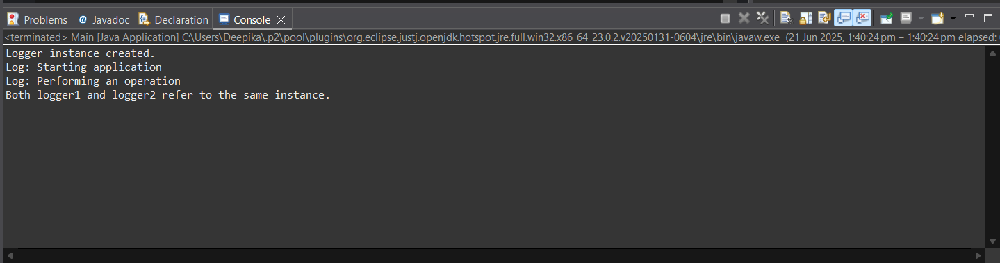 Problems Javadoc Declaration Console
<terminated> Main [Java Application] C:\Users\Deepika\.p2\pool\plugins\org.eclipse.justj.openjdk.hotspot.jre.full.win32.x86_64_23.0.2.v20250131-0604\jre\bin\javaw.exe (21 Jun 2025, 1:40:24 pm – 1:40:24 pm elapsed:
Logger instance created.
Log: Starting application
Log: Performing an operation
Both logger1 and logger2 refer to the same instance.